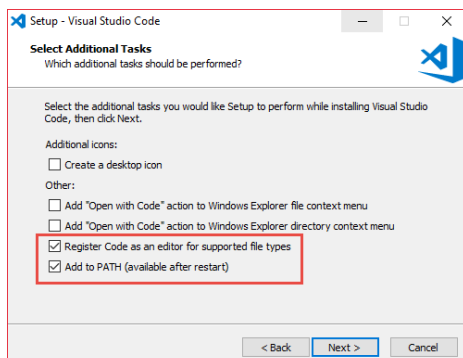 Setup - Visual Studio Code
Select Additional Tasks
Which additional tasks should be performed?
Select the additional tasks you would like Setup to perform while installing Visual Studio
Code, then click Next.
Additional icons:
Create a desktop icon
Other:
Add "Open with Code" action to Windows Explorer file context menu
Add "Open with Code" action to Windows Explorer directory context menu
Register Code as an editor for supported file types
Add to PATH (available after restart)
< Back Next > Cancel